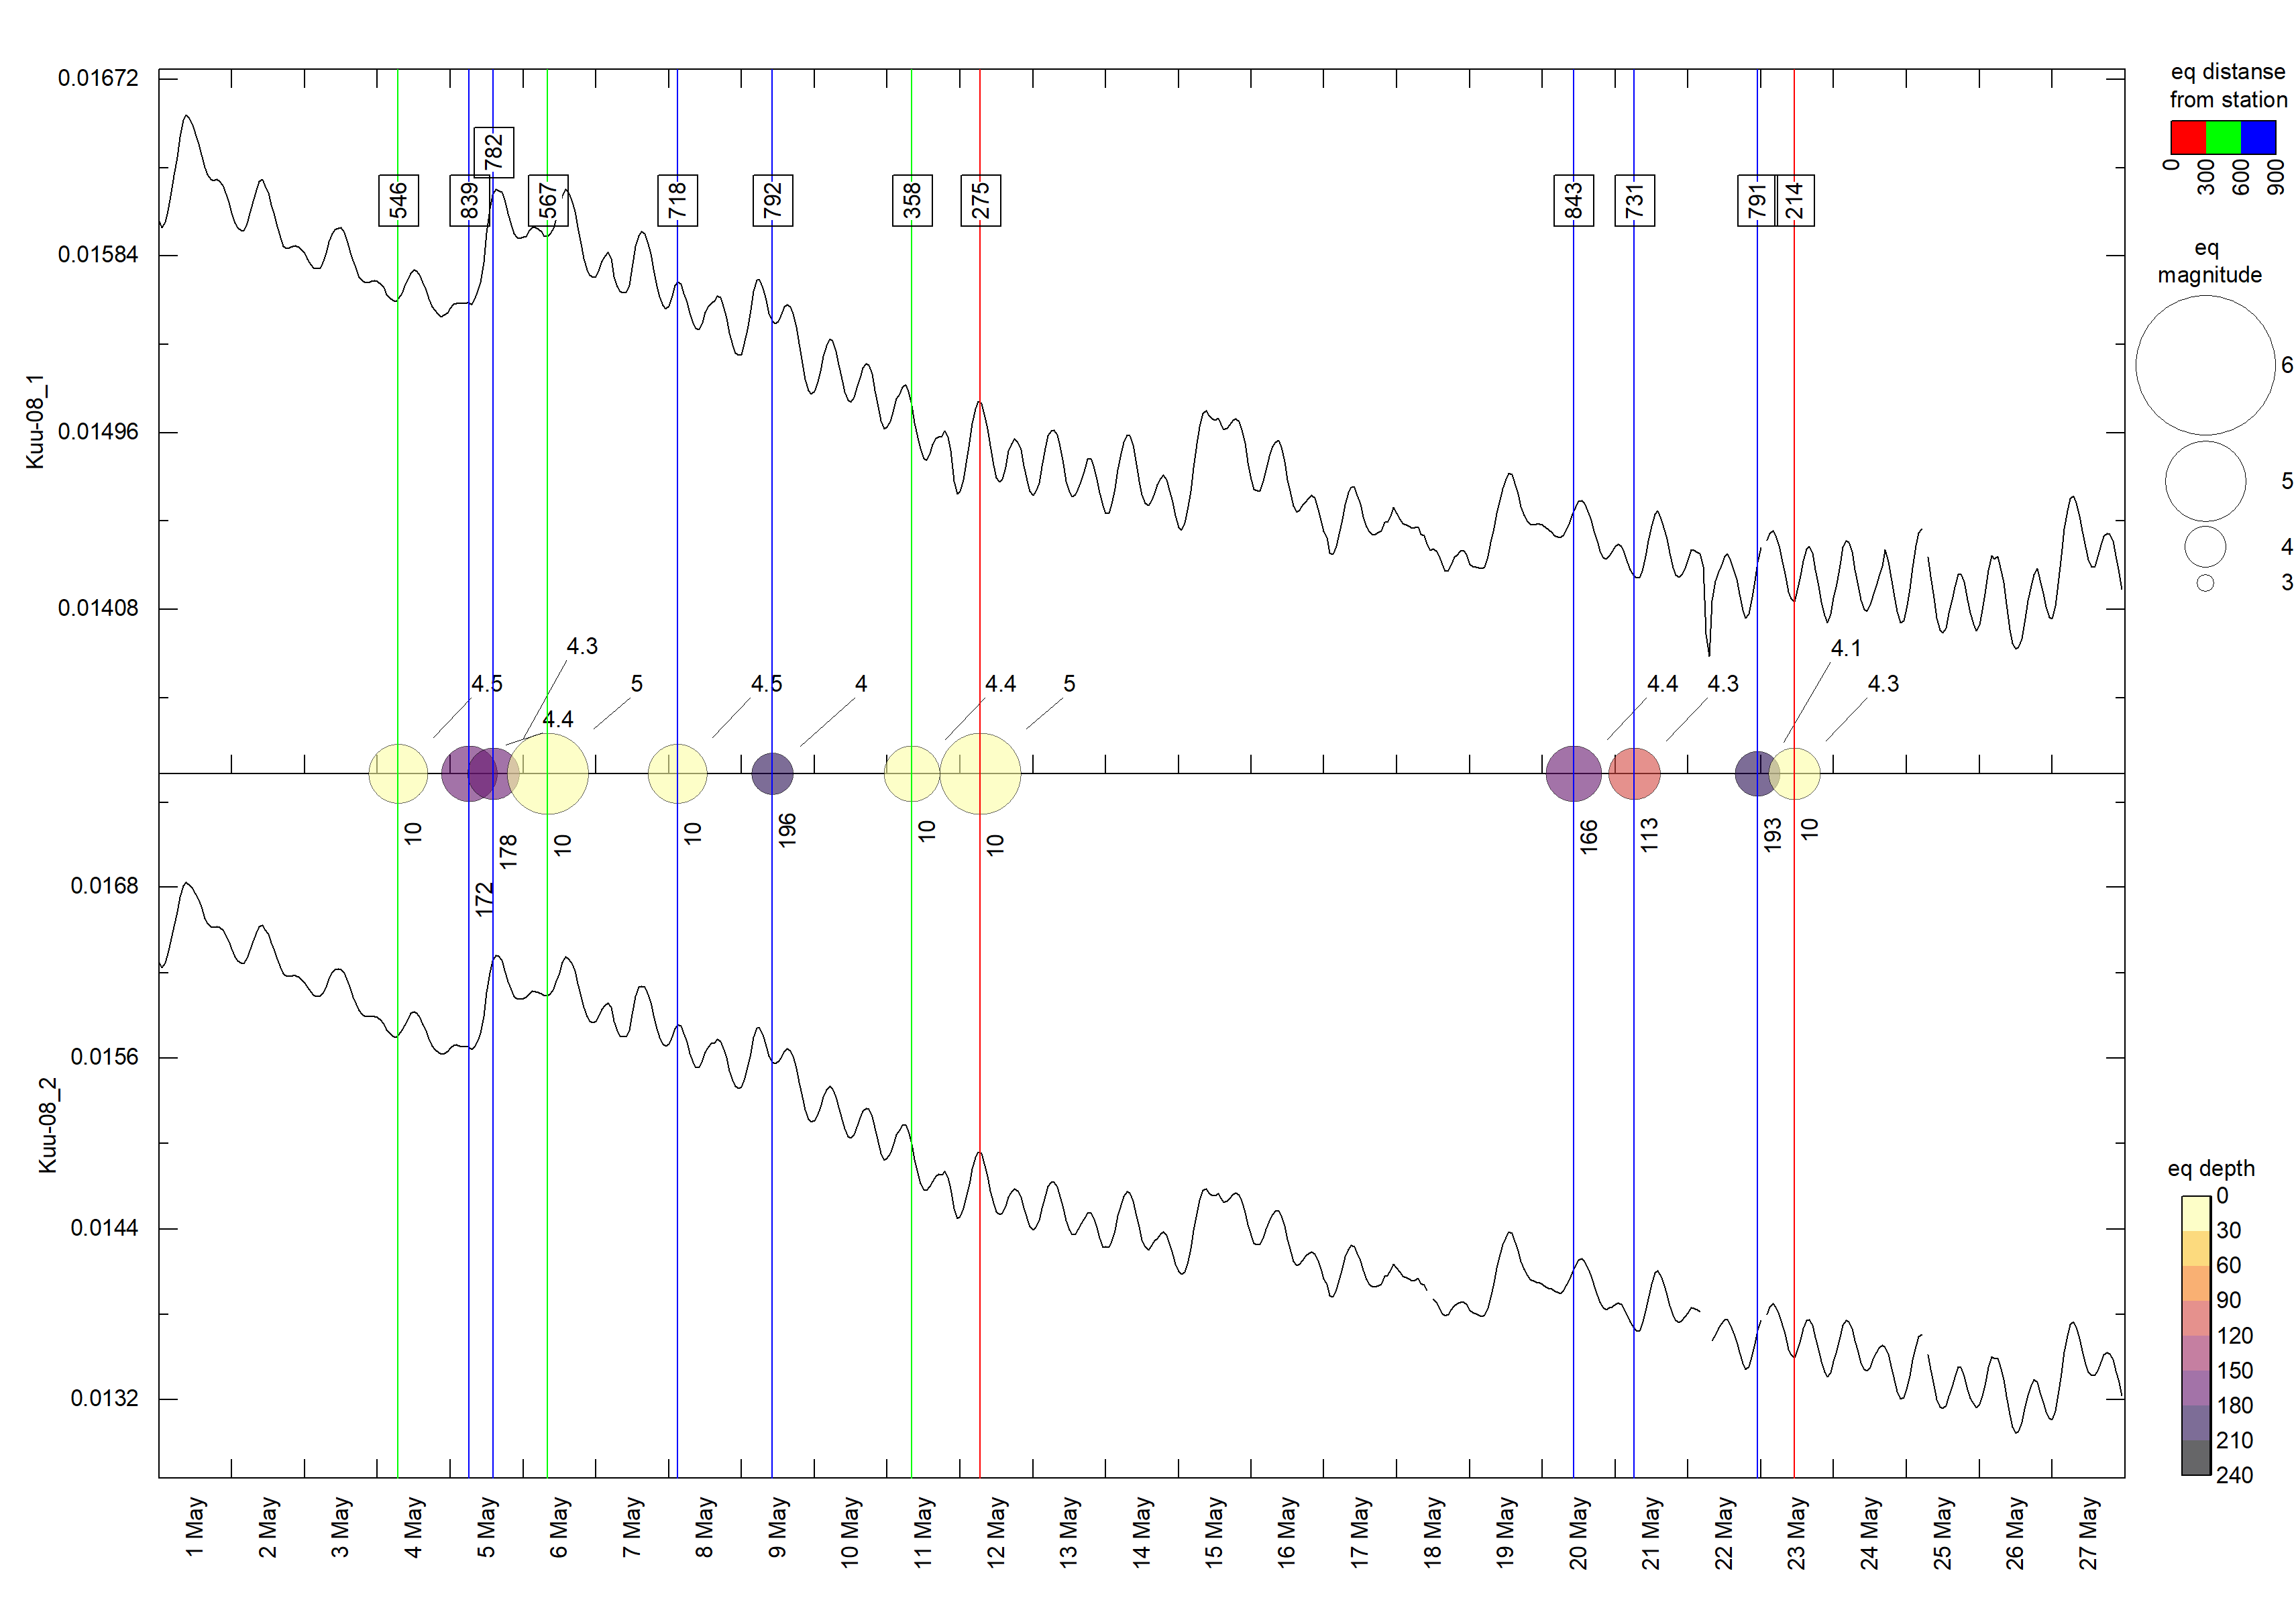 0.01672
0.01584
0.01496
0.01408
Kuu-08_1
546
839
782
567
718
792
358
275
843
731
791
214
eq distanse
from station
0
300
600
900
eq
magnitude
6
5
4
3
4.5
4.4
4.3
5
4.5
4
4.4
5
4.4
4.3
4.1
4.3
10
172
178
10
10
196
10
10
166
113
193
10
0.0168
0.0156
0.0144
0.0132
Kuu-08_2
eq depth
0
30
60
90
120
150
180
210
240
1 May
2 May
3 May
4 May
5 May
6 May
7 May
8 May
9 May
10 May
11 May
12 May
13 May
14 May
15 May
16 May
17 May
18 May
19 May
20 May
21 May
22 May
23 May
24 May
25 May
26 May
27 May